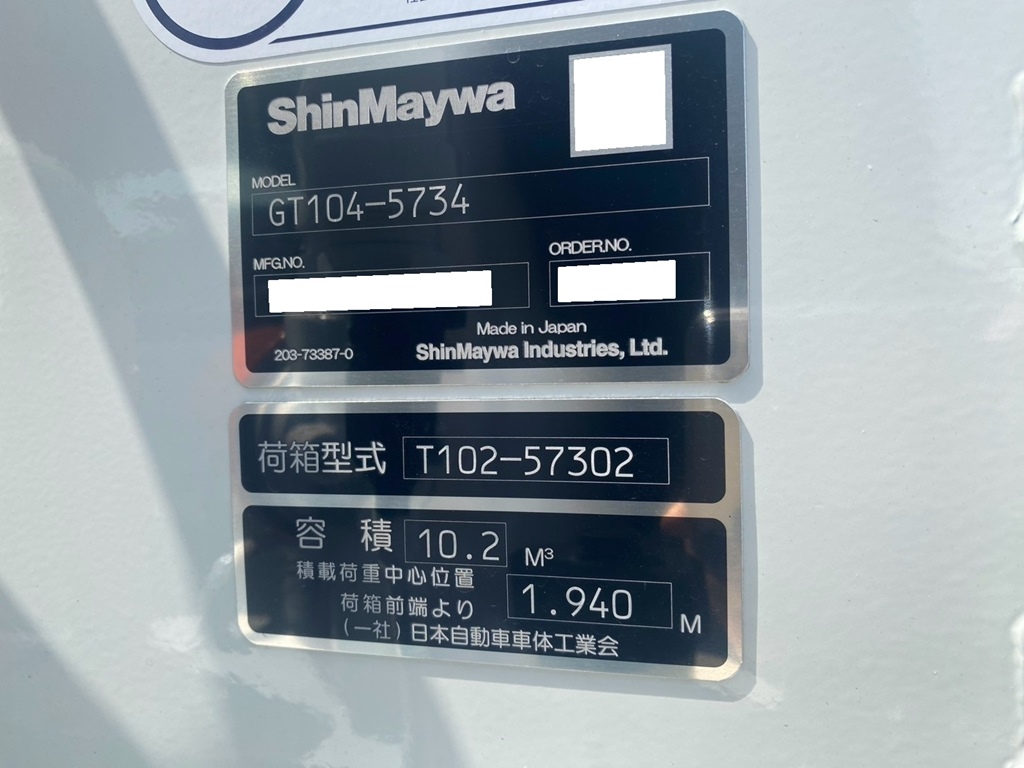 ShinMaywa
MODEL
GT104-5734
MFG.NO.
ORDER.NO.
Made in Japan
203-73387-0
ShinMaywa Industries, Ltd.
荷箱型式 T102-57302
容 積 10.2 M³
積載荷重中心位置
荷箱前端より 1.940 M
(一社)日本自動車車体工業会